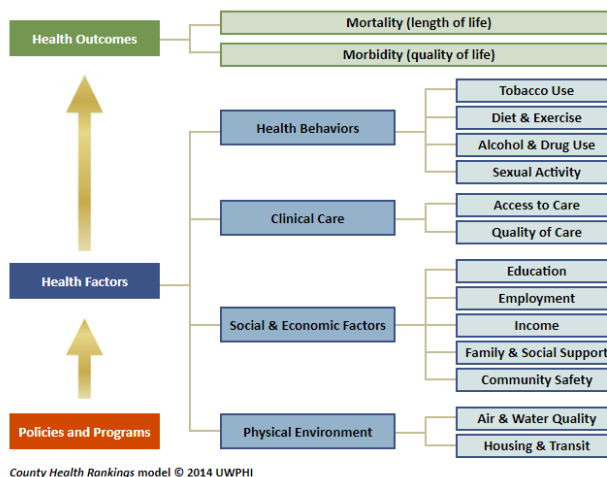 Health Outcomes
Mortality (length of life)
Morbidity (quality of life)
Health Behaviors
Tobacco Use
Diet & Exercise
Alcohol & Drug Use
Sexual Activity
Clinical Care
Access to Care
Quality of Care
Health Factors
Social & Economic Factors
Education
Employment
Income
Family & Social Support
Community Safety
Policies and Programs
Physical Environment
Air & Water Quality
Housing & Transit
County Health Rankings model © 2014 UWPHI